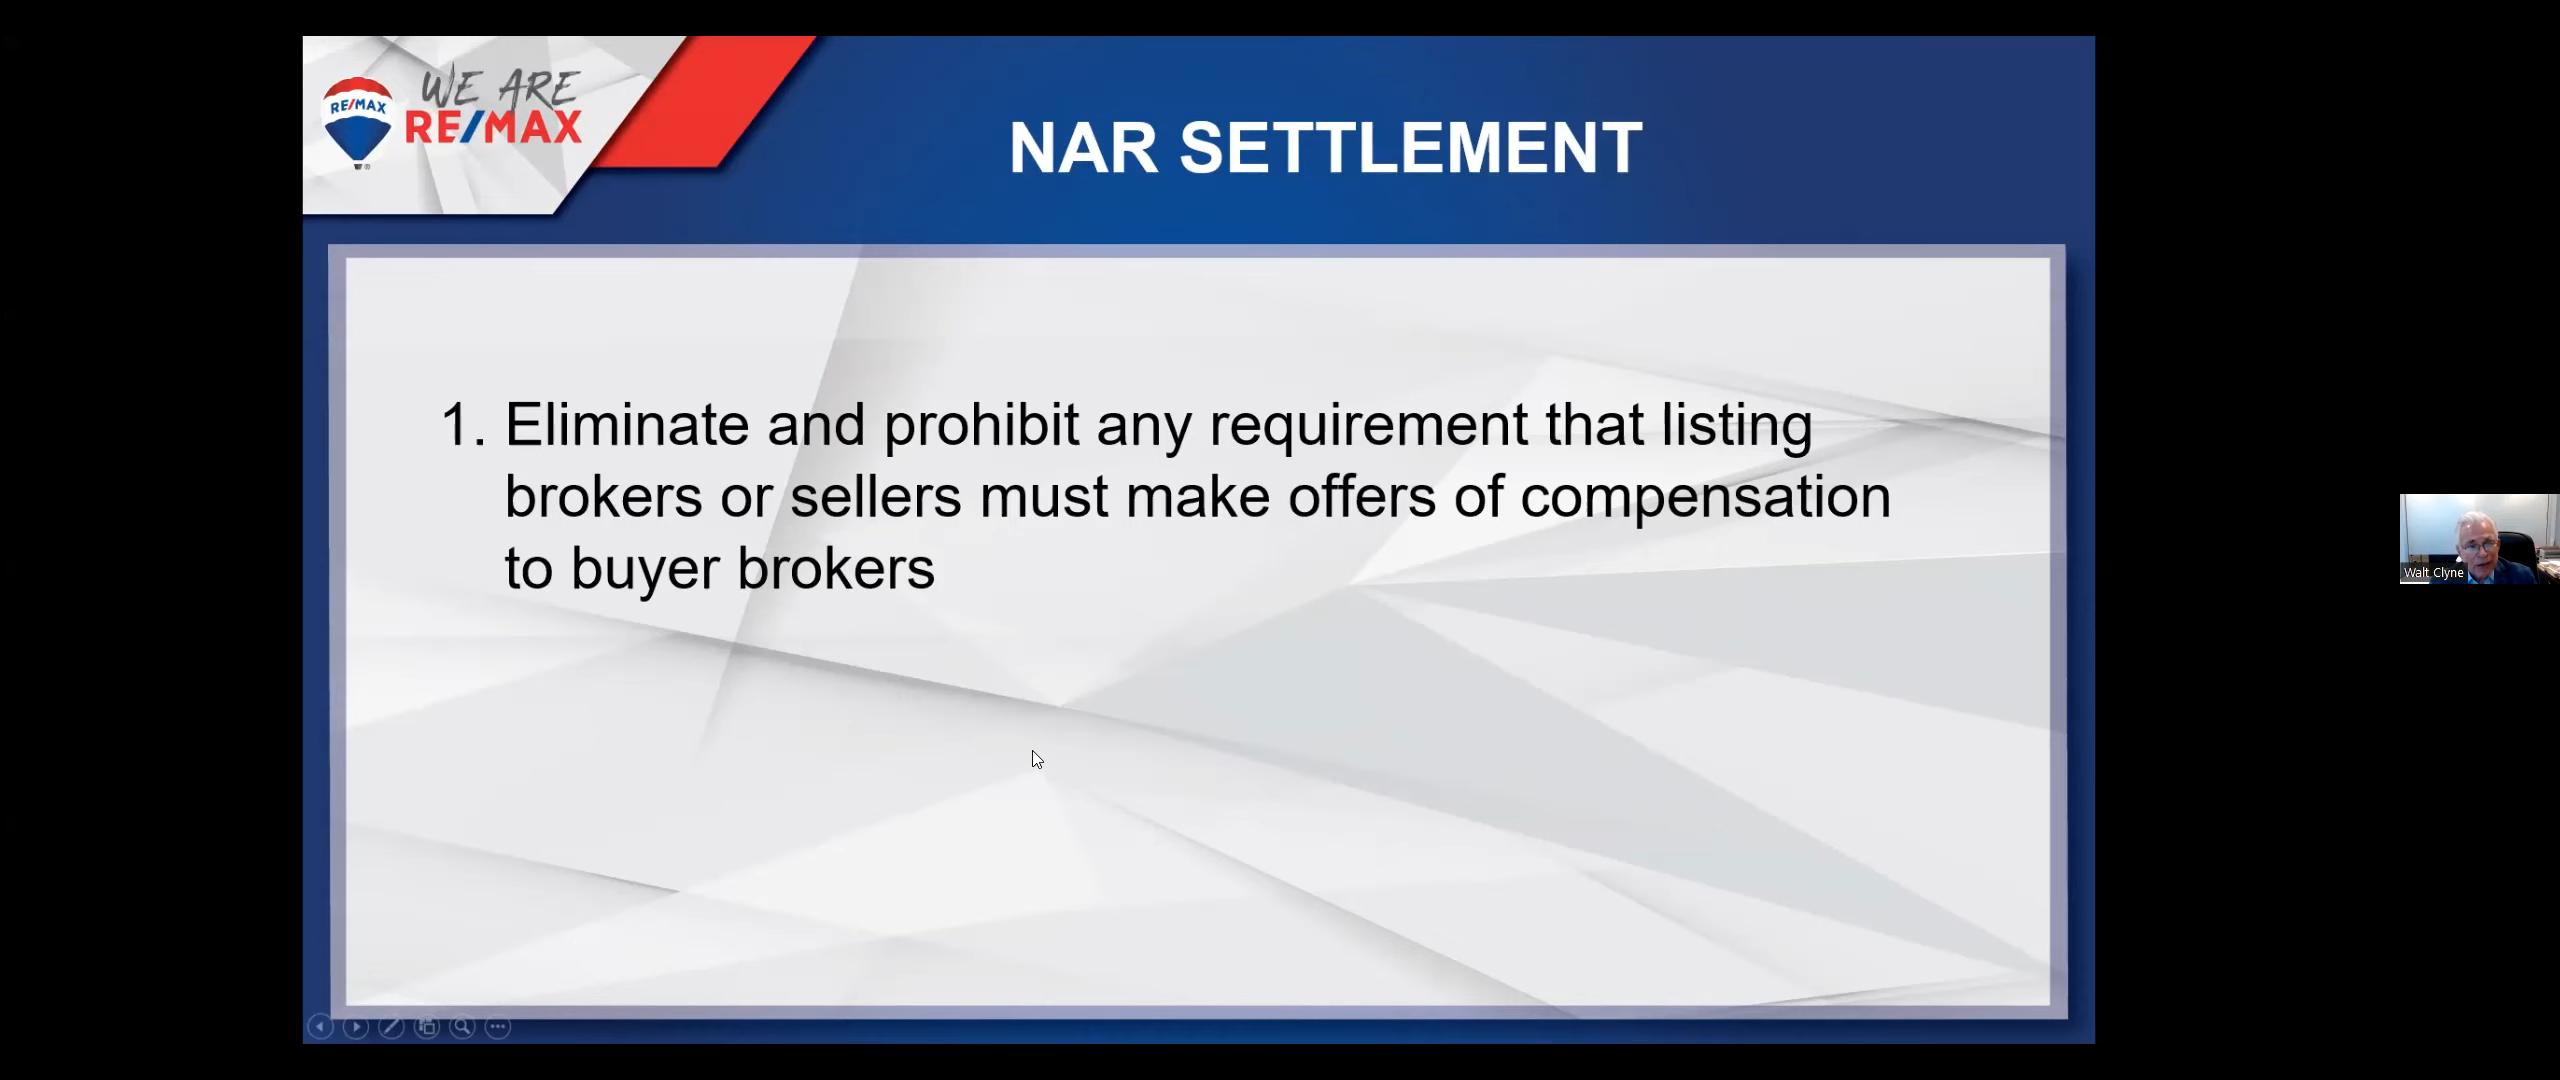 WE ARE
RE/MAX
RE/MAX
NAR SETTLEMENT
1. Eliminate and prohibit any requirement that listing
brokers or sellers must make offers of compensation
to buyer brokers
Walt Clyne